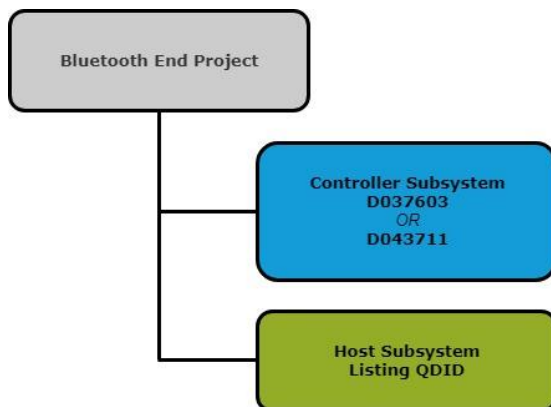 Bluetooth End Project
Controller Subsystem
D037603
OR
D043711
Host Subsystem
Listing QDID